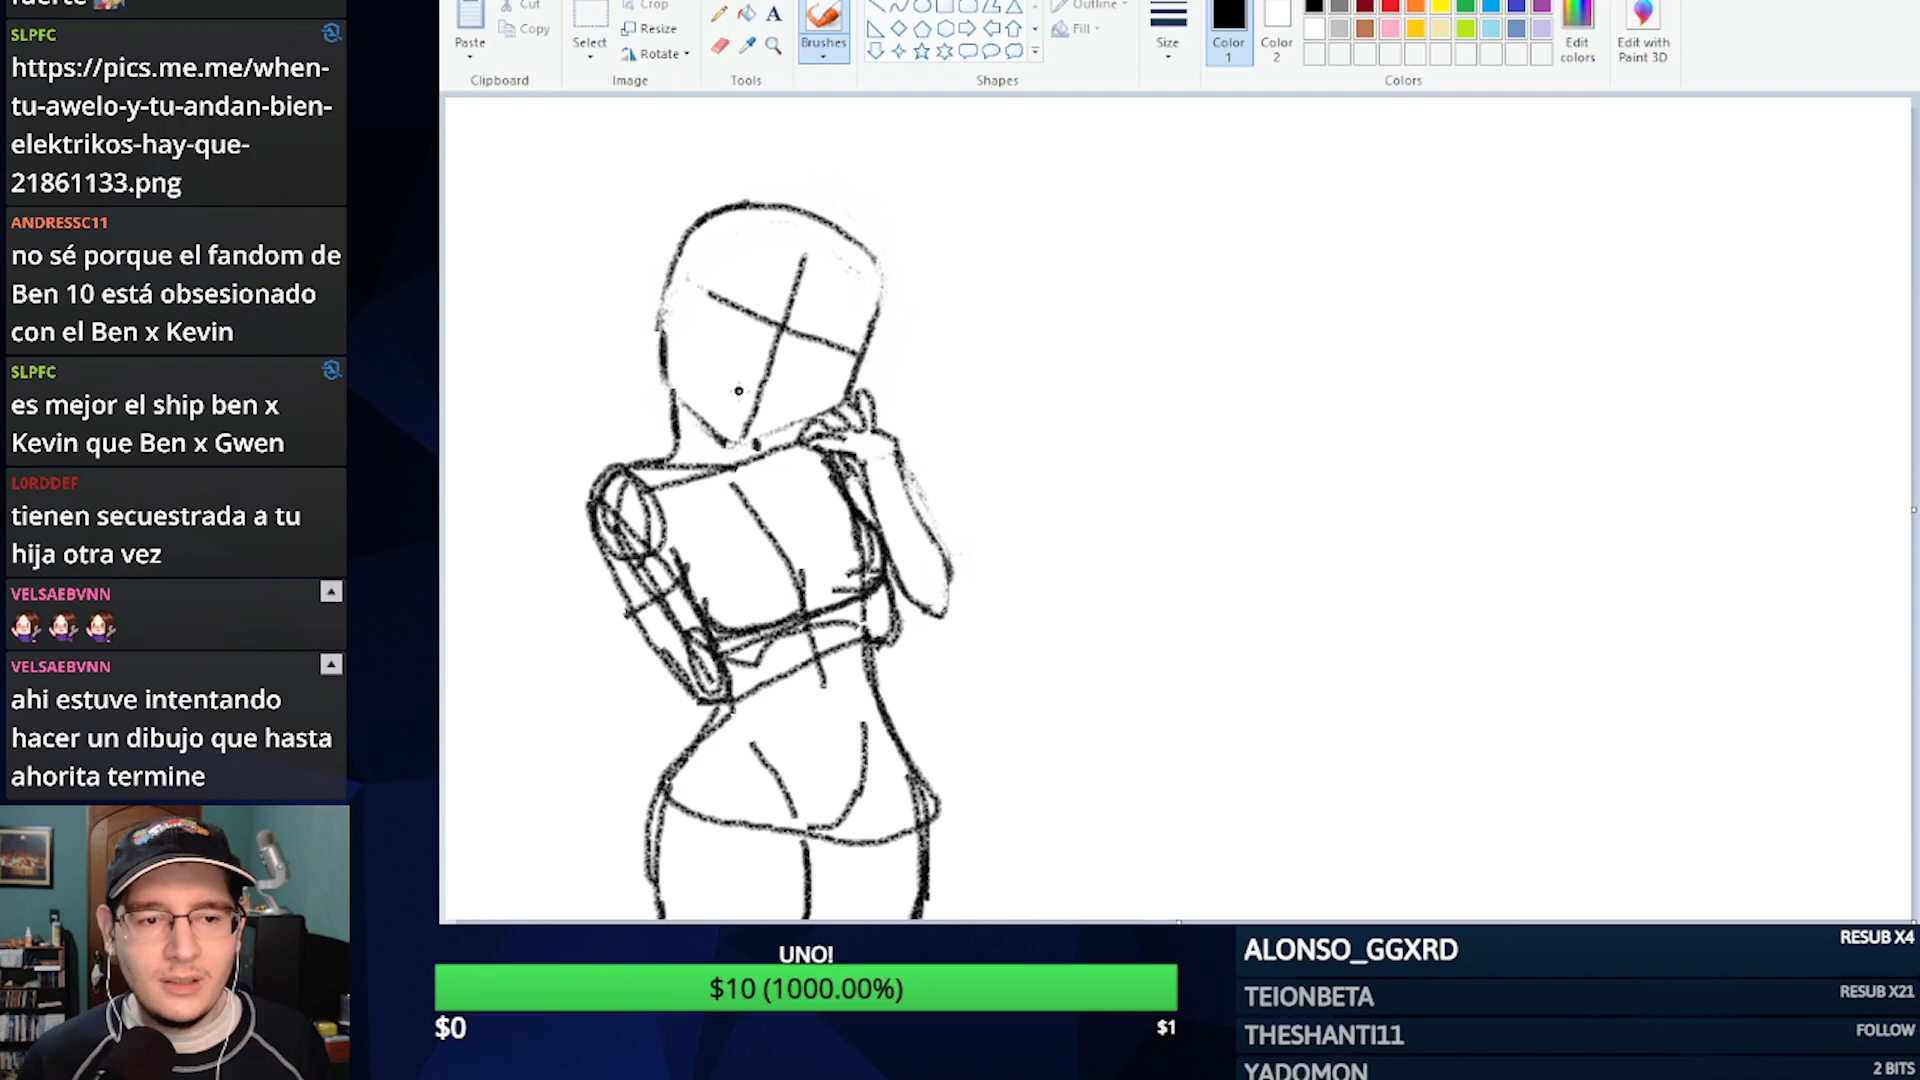 fuerte
SLPFC
https://pics.me.me/when-
tu-awelo-y-tu-andan-bien-
elektrikos-hay-que-
21861133.png
ANDRESSC11
no sé porque el fandom de
Ben 10 está obsesionado
con el Ben x Kevin
SLPFC
es mejor el ship ben x
Kevin que Ben x Gwen
L0RDDEF
tienen secuestrada a tu
hija otra vez
VELSAEBVNN
VELSAEBVNN
ahi estuve intentando
hacer un dibujo que hasta
ahorita termine
Cut
Copy
Paste
Clipboard
Crop
Resize
Rotate
Select
Image
A
Tools
Brushes
Outline
Fill
Shapes
Size
Color
1
Color
2
Edit
colors
Edit with
Paint 3D
Colors
UNO!
$10 (1000.00%)
$0
$1
ALONSO_GGXRD
RESUB X4
TEIONBETA
RESUB X21
THESHANTI11
FOLLOW
YADOMON
2 BITS